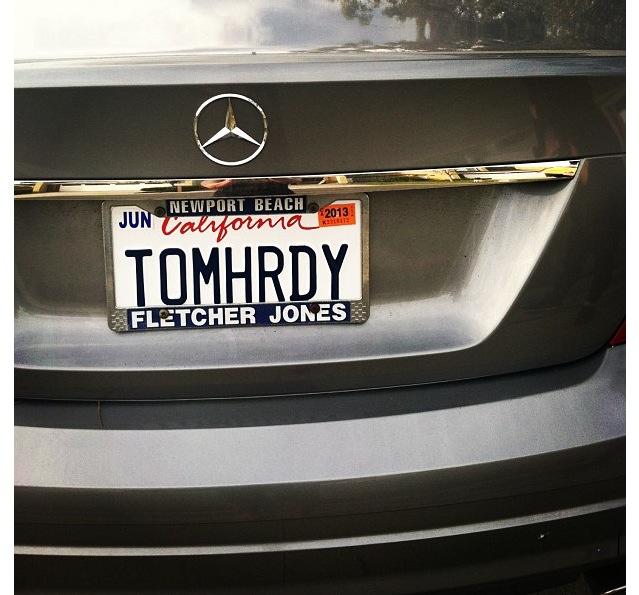 NEWPORT BEACH
JUN California 2013
TOMHRDY
FLETCHER JONES